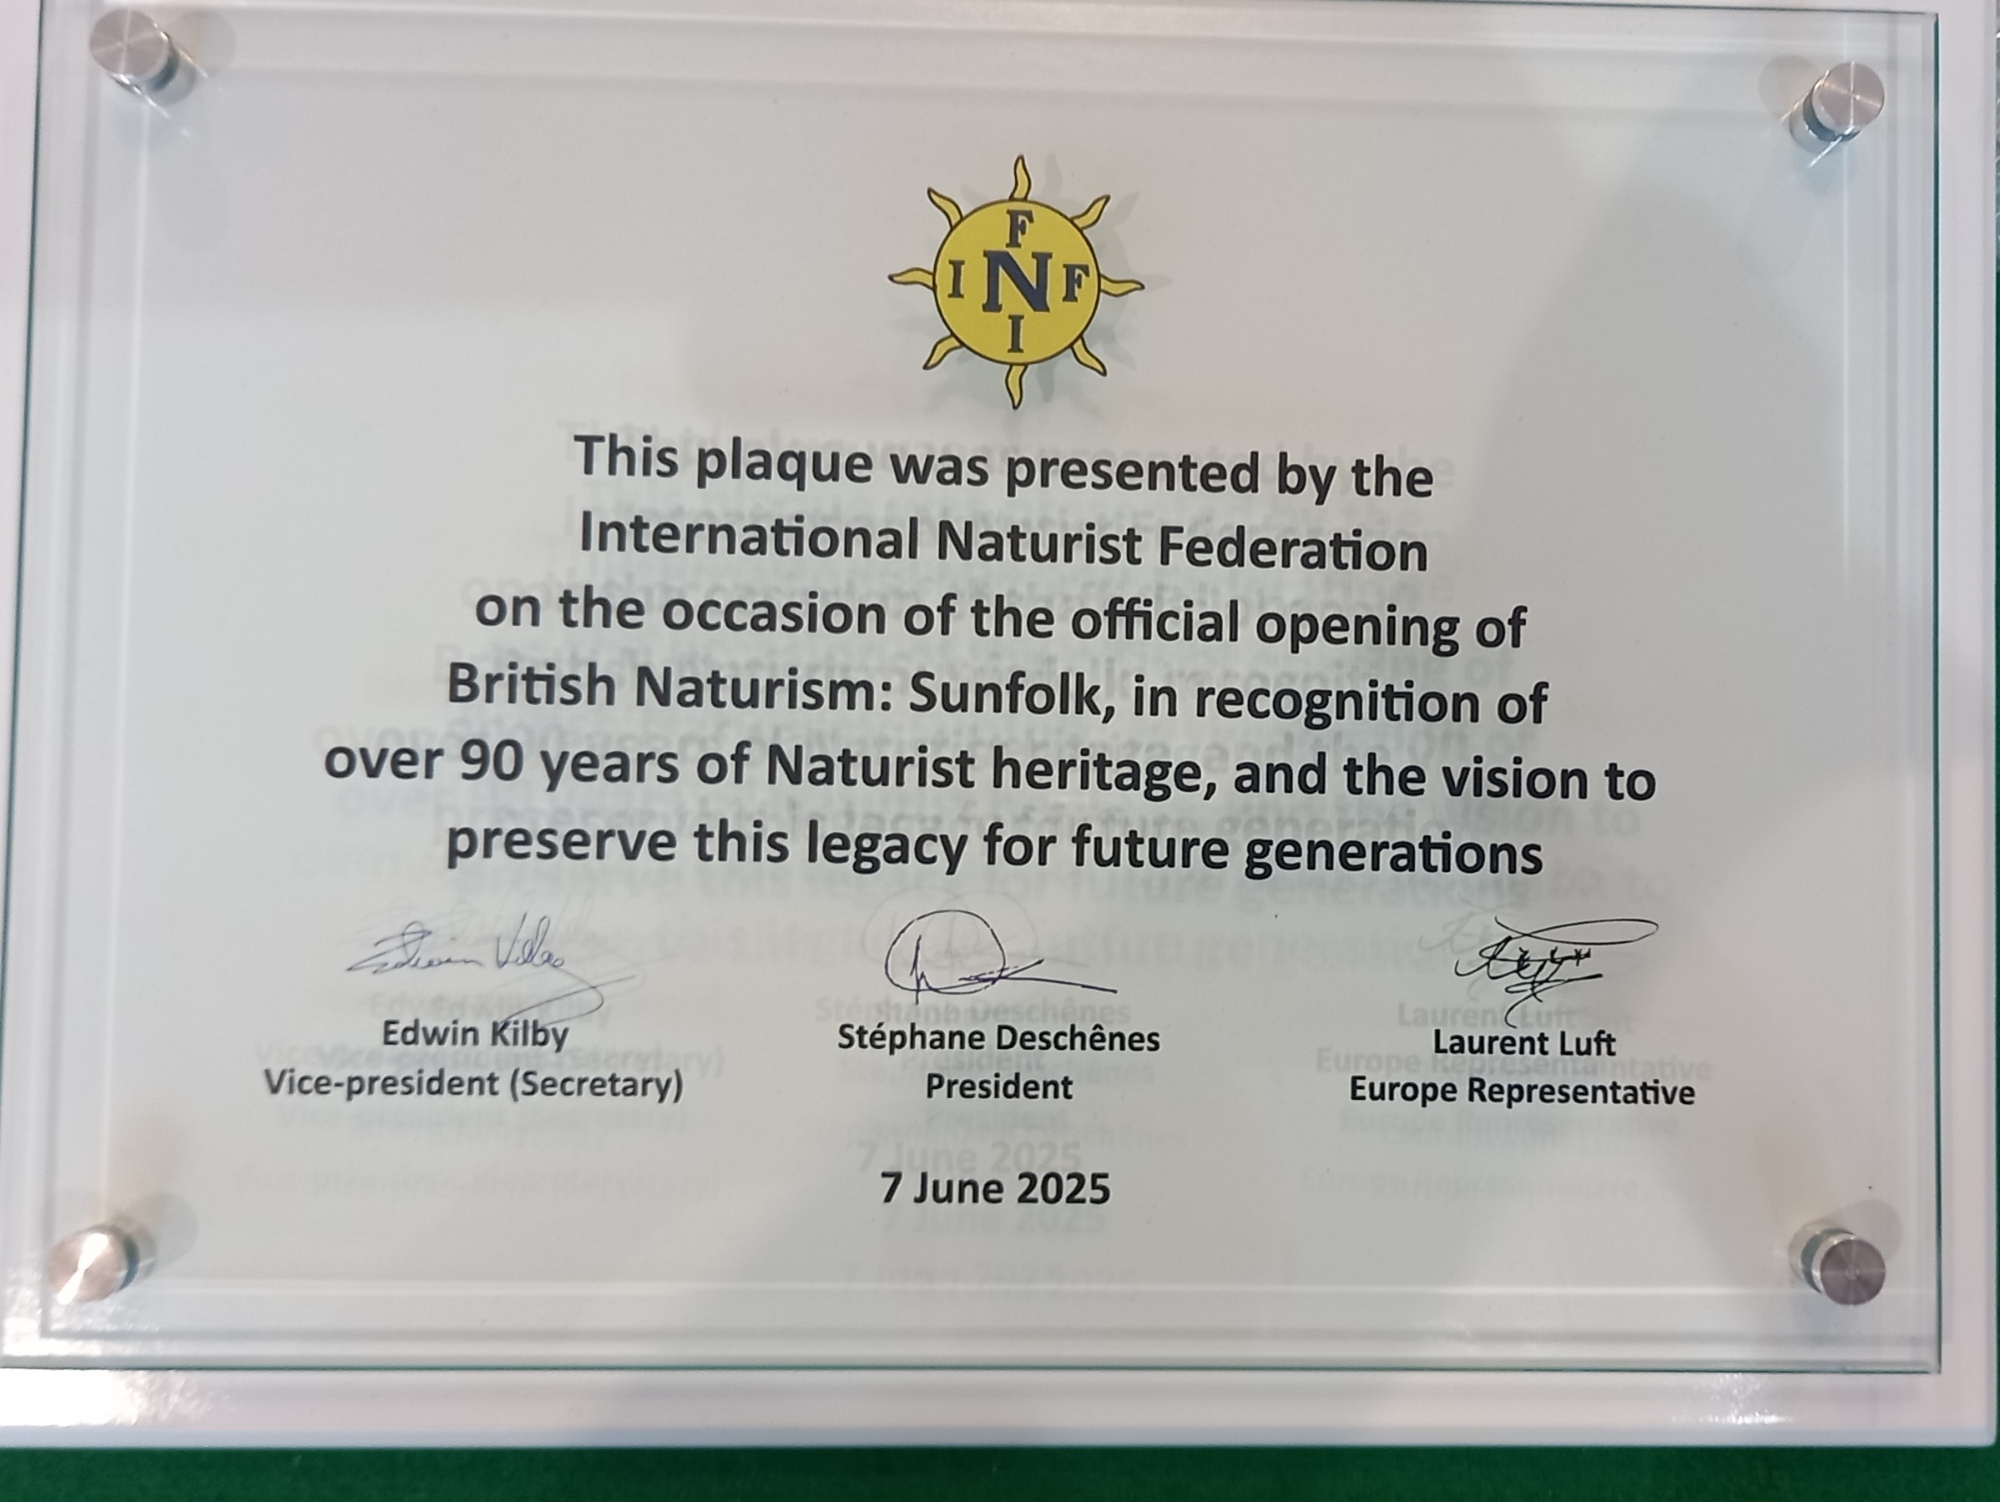 F
I N F
I
This plaque was presented by the
International Naturist Federation
on the occasion of the official opening of
British Naturism: Sunfolk, in recognition of
over 90 years of Naturist heritage, and the vision to
preserve this legacy for future generations
Edwin Kilby Stéphane Deschênes Laurent Luft
Vice-president (Secretary) President Europe Representative
7 June 2025